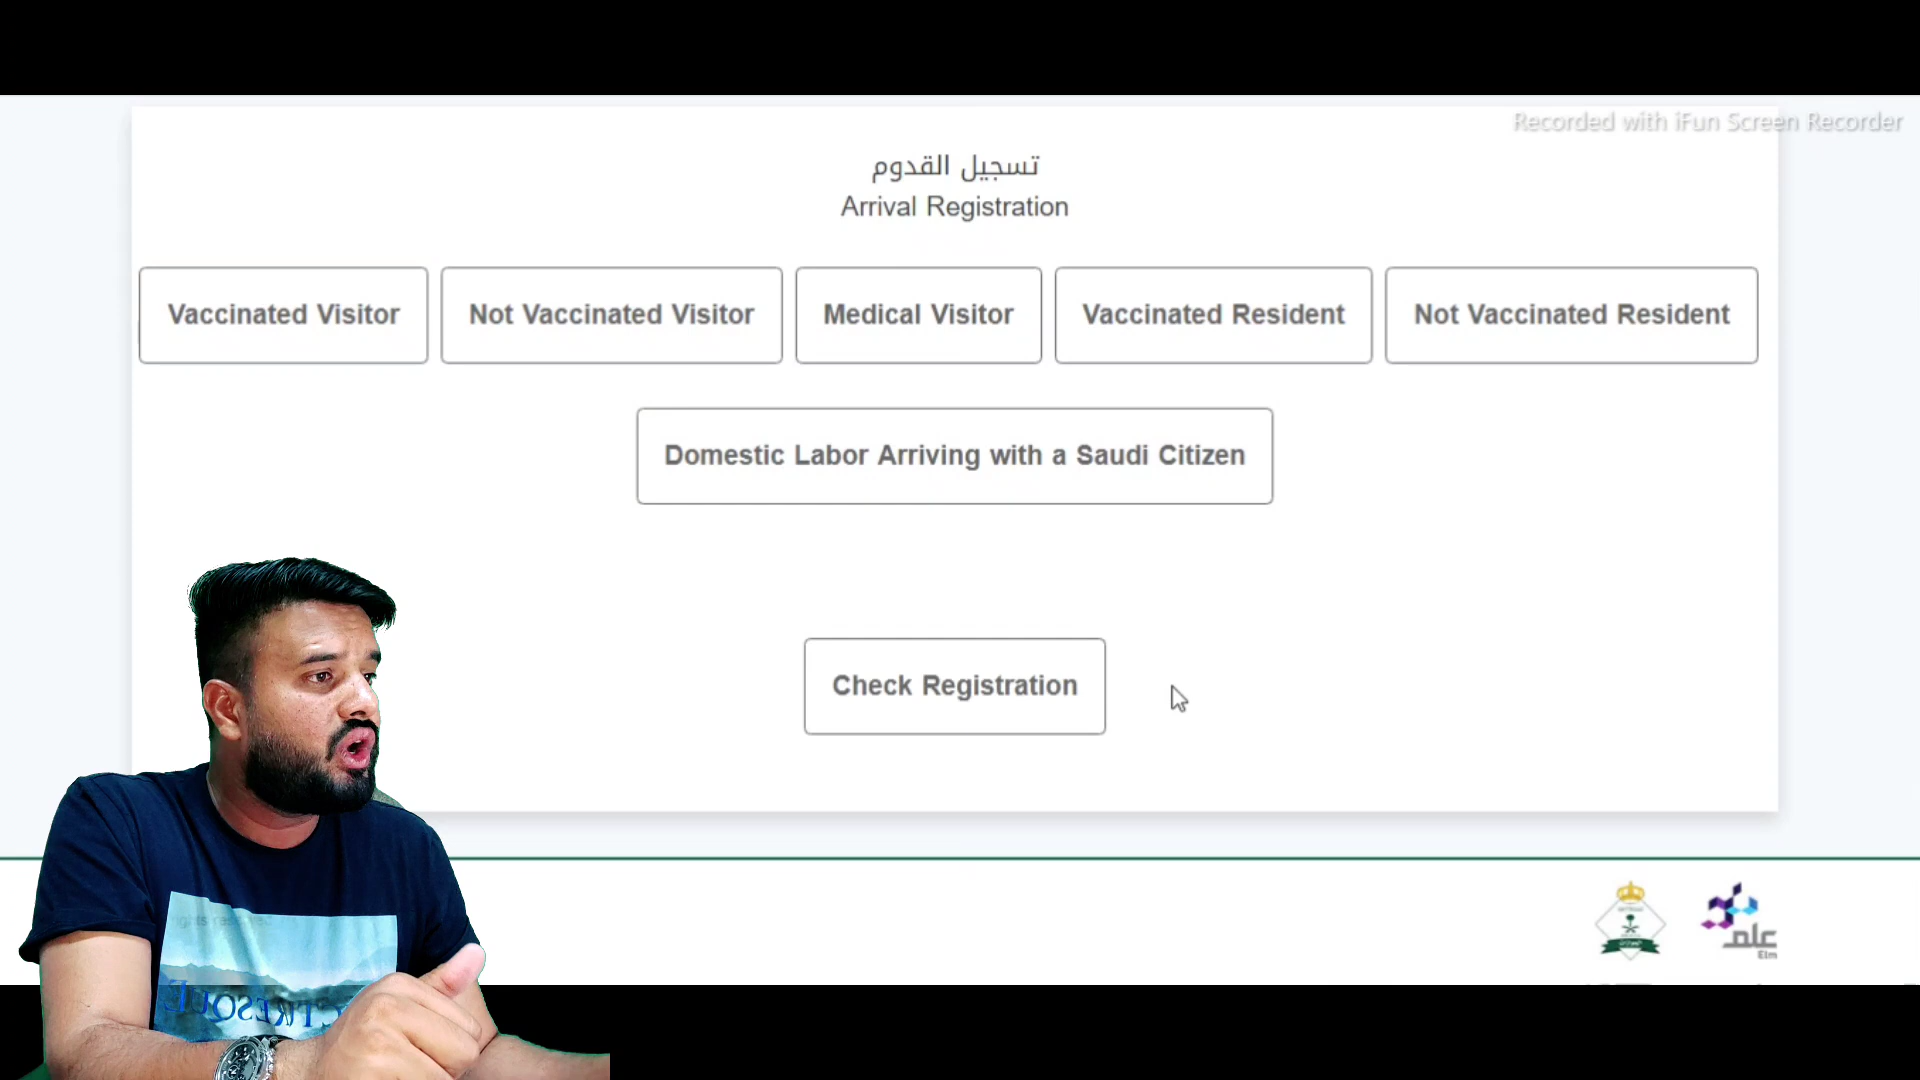 Recorded with iFun Screen Recorder
تسجيل القدوم
Arrival Registration
Vaccinated Visitor
Not Vaccinated Visitor
Medical Visitor
Vaccinated Resident
Not Vaccinated Resident
Domestic Labor Arriving with a Saudi Citizen
Check Registration
علم
Elm